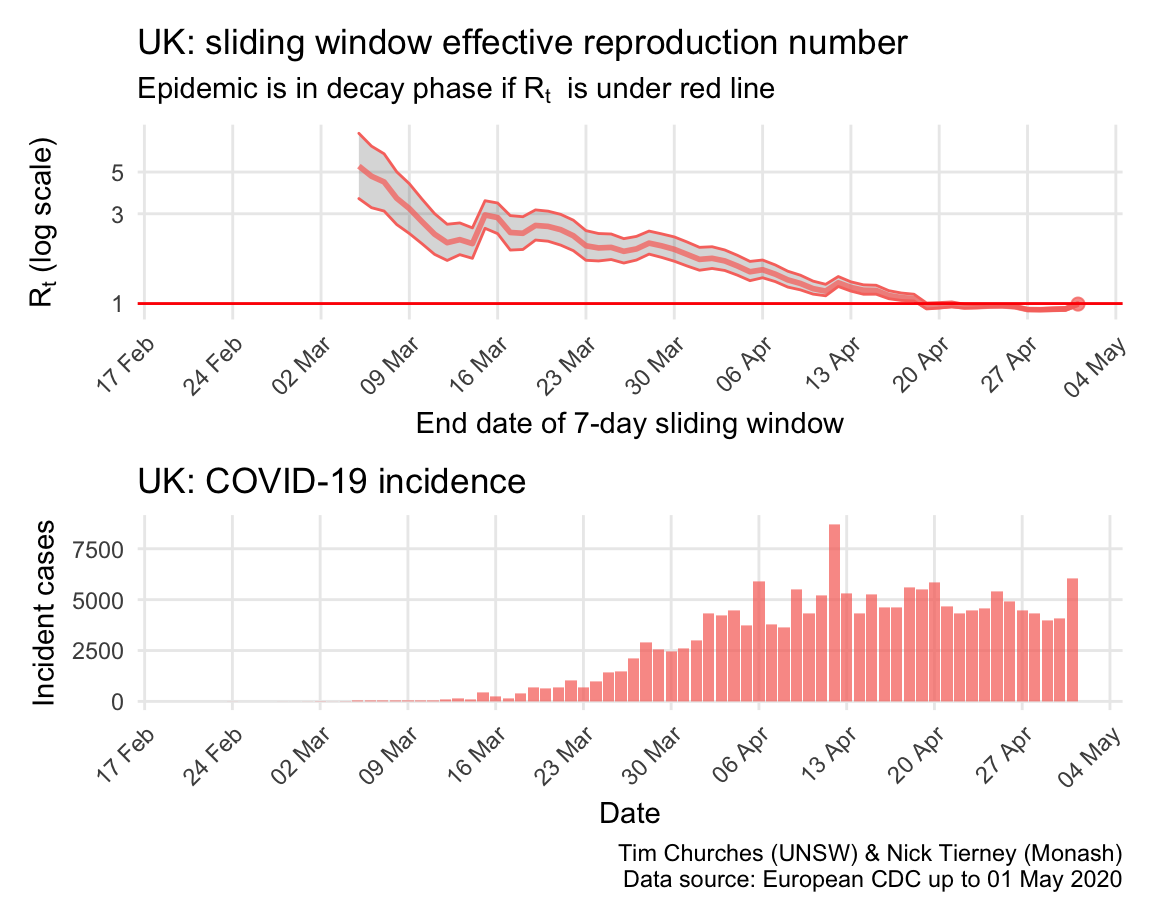 UK: sliding window effective reproduction number
Epidemic is in decay phase if Rt is under red line
Rt (log scale)
5
3
1
17 Feb
24 Feb
02 Mar
09 Mar
16 Mar
23 Mar
30 Mar
06 Apr
13 Apr
20 Apr
27 Apr
04 May
End date of 7-day sliding window
UK: COVID-19 incidence
Incident cases
7500
5000
2500
0
17 Feb
24 Feb
02 Mar
09 Mar
16 Mar
23 Mar
30 Mar
06 Apr
13 Apr
20 Apr
27 Apr
04 May
Date
Tim Churches (UNSW) & Nick Tierney (Monash)
Data source: European CDC up to 01 May 2020